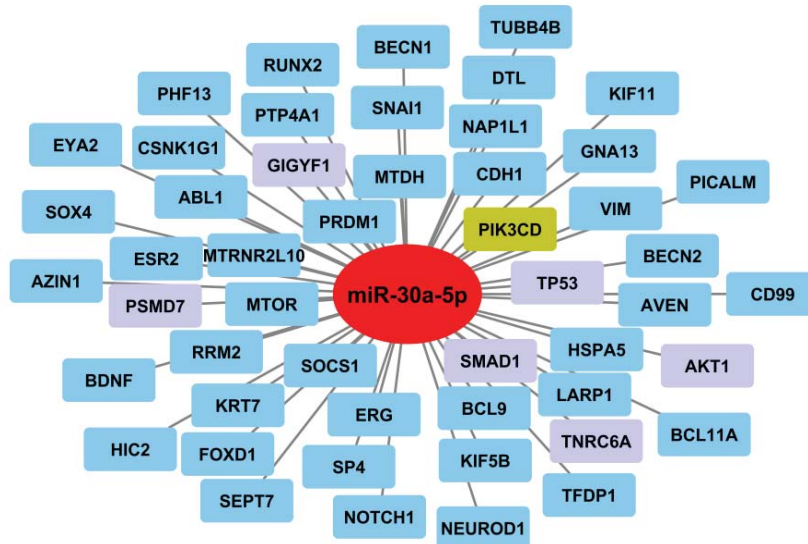 TUBB4B
BECN1
RUNX2
DTL
PHF13
KIF11
PTP4A1
SNAI1
NAP1L1
EYA2
CSNK1G1
GIGYF1
GNA13
MTDH
CDH1
PICALM
ABL1
SOX4
PRDM1
VIM
PIK3CD
ESR2
MTRNR2L10
BECN2
AZIN1
TP53
PSMD7
MTOR
miR-30a-5p
AVEN
CD99
RRM2
SOCS1
SMAD1
HSPA5
AKT1
BDNF
KRT7
ERG
BCL9
LARP1
HIC2
FOXD1
TNRC6A
BCL11A
SP4
KIF5B
SEPT7
TFDP1
NOTCH1
NEUROD1